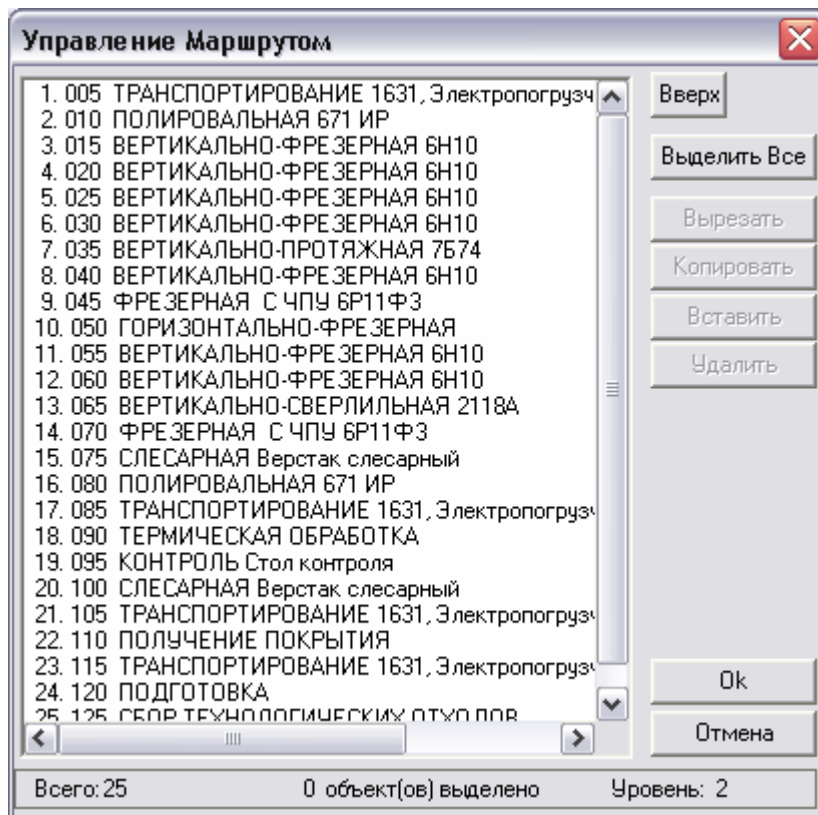 Управление Маршрутом
1. 005 ТРАНСПОРТИРОВАНИЕ 1631, Электропогрузч
2. 010 ПОЛИРОВАЛЬНАЯ 671 ИР
3. 015 ВЕРТИКАЛЬНО-ФРЕЗЕРНАЯ 6Н10
4. 020 ВЕРТИКАЛЬНО-ФРЕЗЕРНАЯ 6Н10
5. 025 ВЕРТИКАЛЬНО-ФРЕЗЕРНАЯ 6Н10
6. 030 ВЕРТИКАЛЬНО-ФРЕЗЕРНАЯ 6Н10
7. 035 ВЕРТИКАЛЬНО-ПРОТЯЖНАЯ 7Б74
8. 040 ВЕРТИКАЛЬНО-ФРЕЗЕРНАЯ 6Н10
9. 045 ФРЕЗЕРНАЯ С ЧПУ 6Р11Ф3
10. 050 ГОРИЗОНТАЛЬНО-ФРЕЗЕРНАЯ
11. 055 ВЕРТИКАЛЬНО-ФРЕЗЕРНАЯ 6Н10
12. 060 ВЕРТИКАЛЬНО-ФРЕЗЕРНАЯ 6Н10
13. 065 ВЕРТИКАЛЬНО-СВЕРЛИЛЬНАЯ 2118А
14. 070 ФРЕЗЕРНАЯ С ЧПУ 6Р11Ф3
15. 075 СЛЕСАРНАЯ Верстак слесарный
16. 080 ПОЛИРОВАЛЬНАЯ 671 ИР
17. 085 ТРАНСПОРТИРОВАНИЕ 1631, Электропогрузч
18. 090 ТЕРМИЧЕСКАЯ ОБРАБОТКА
19. 095 КОНТРОЛЬ Стол контроля
20. 100 СЛЕСАРНАЯ Верстак слесарный
21. 105 ТРАНСПОРТИРОВАНИЕ 1631, Электропогрузч
22. 110 ПОЛУЧЕНИЕ ПОКРЫТИЯ
23. 115 ТРАНСПОРТИРОВАНИЕ 1631, Электропогрузч
24. 120 ПОДГОТОВКА
25. 125 СБОР ТЕХНОЛОГИЧЕСКИХ ОТХОДОВ
Вверх
Выделить Все
Вырезать
Копировать
Вставить
Удалить
Ok
Отмена
Всего: 25 0 объект(ов) выделено Уровень: 2